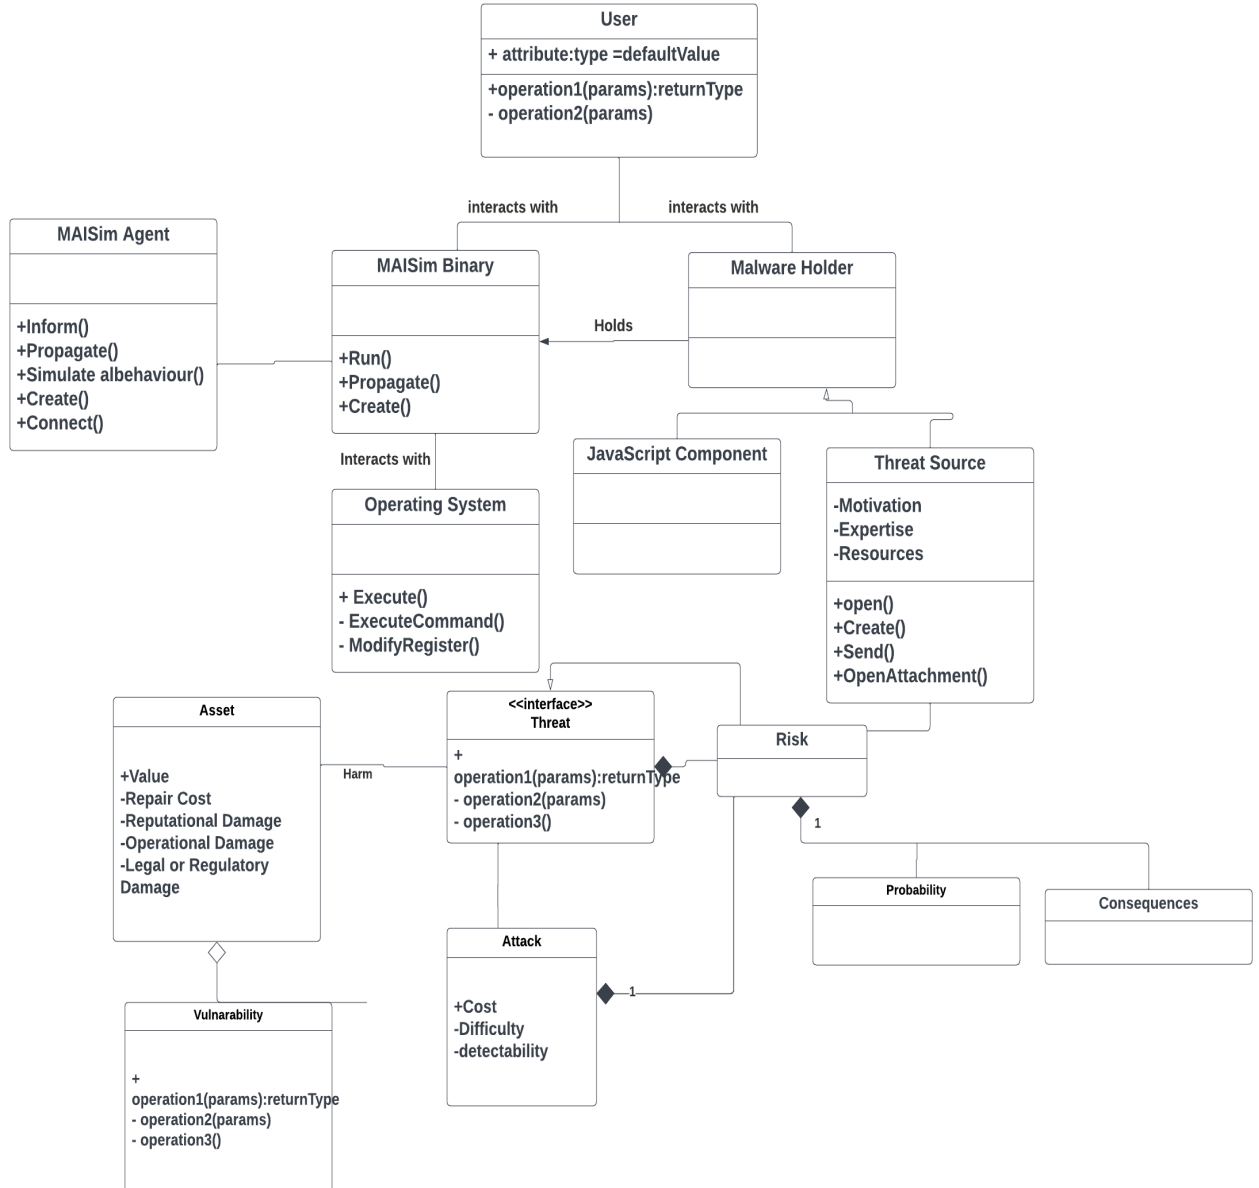 User
+ attribute:type =defaultValue
+operation1(params):returnType
- operation2(params)
interacts with
interacts with
MAISim Agent
+Inform()
+Propagate()
+Simulate albehaviour()
+Create()
+Connect()
MAISim Binary
+Run()
+Propagate()
+Create()
Malware Holder
Holds
Interacts with
JavaScript Component
Threat Source
-Motivation
-Expertise
-Resources
+open()
+Create()
+Send()
+OpenAttachment()
Operating System
+ Execute()
- ExecuteCommand()
- ModifyRegister()
Asset
+Value
-Repair Cost
-Reputational Damage
-Operational Damage
-Legal or Regulatory
Damage
Harm
<<interface>>
Threat
+
operation1(params):returnType
- operation2(params)
- operation3()
Risk
1
Probability
Consequences
Attack
+Cost
-Difficulty
-detectability
1
Vulnarability
+
operation1(params):returnType
- operation2(params)
- operation3()